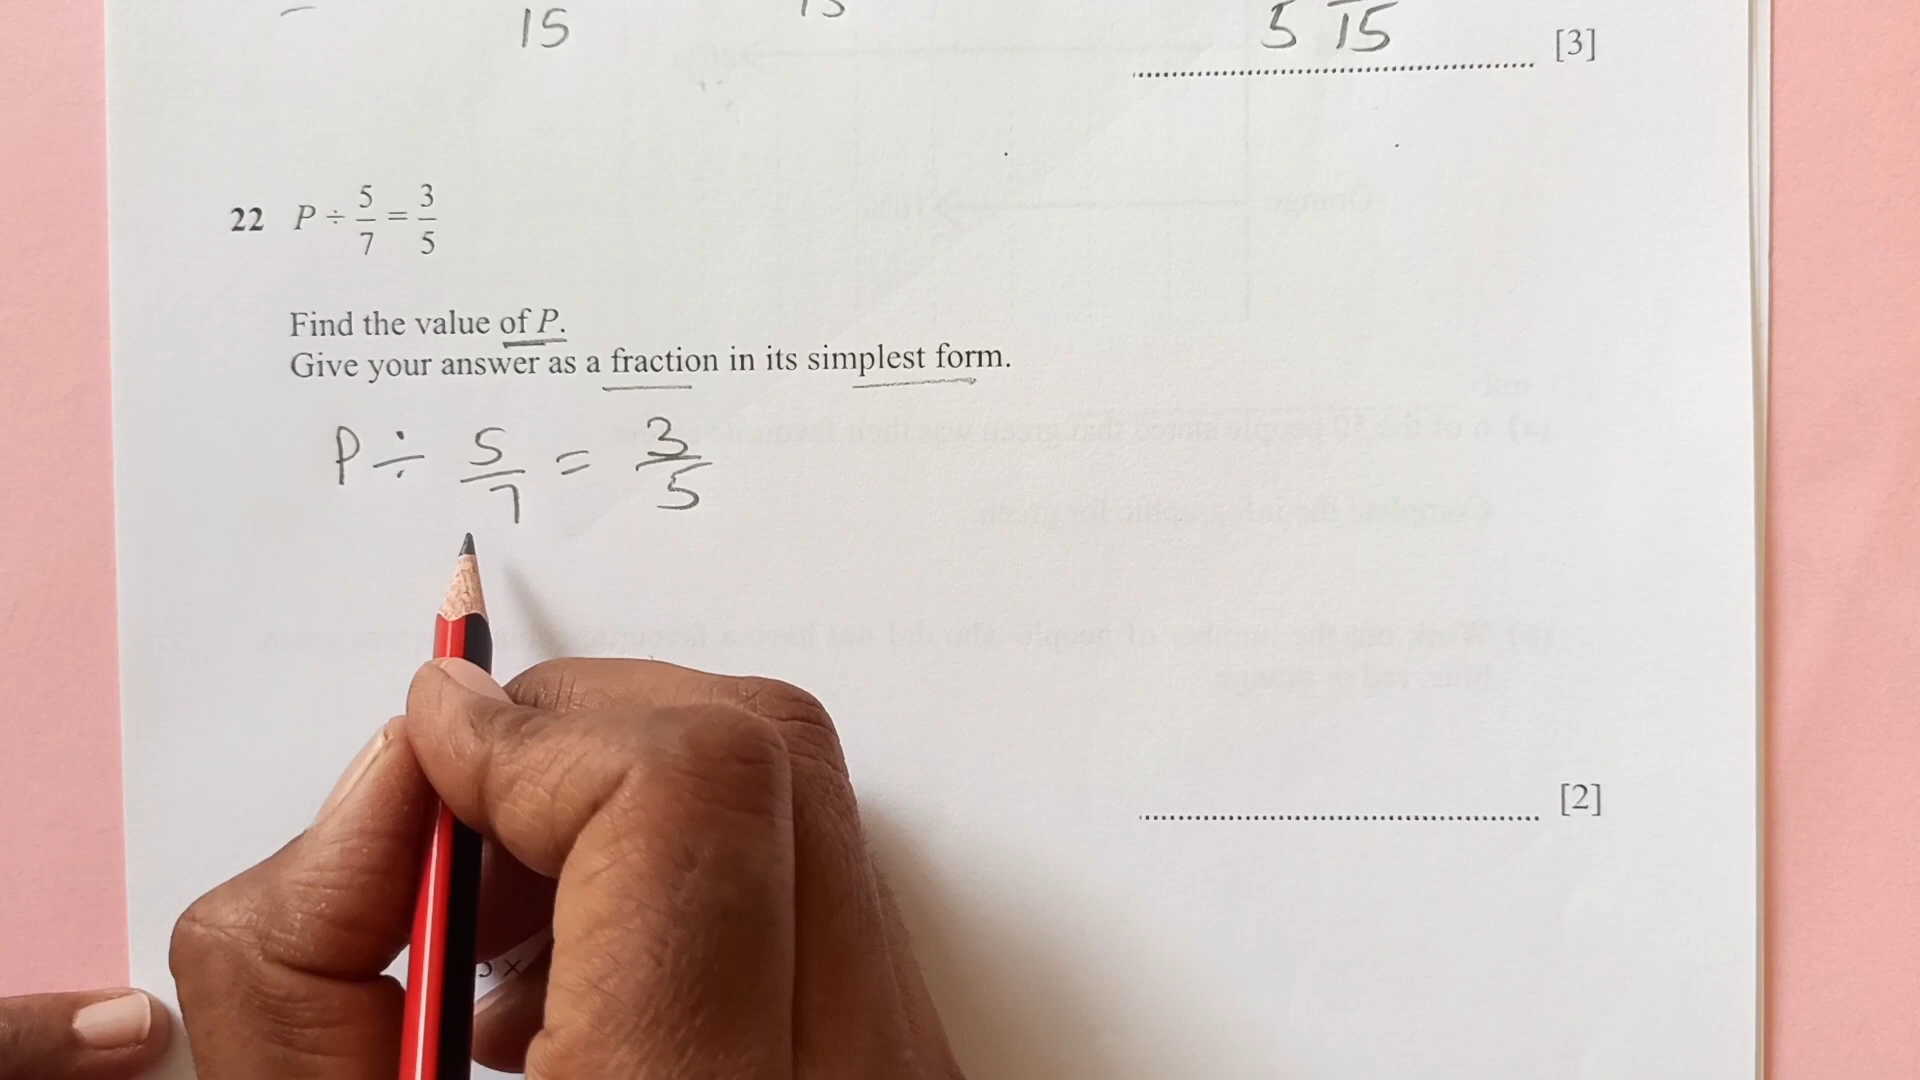 15 15 5 15
[3]
22 P ÷ 5/7 = 3/5
Find the value of P.
Give your answer as a fraction in its simplest form.
P ÷ 5/7 = 3/5
[2]